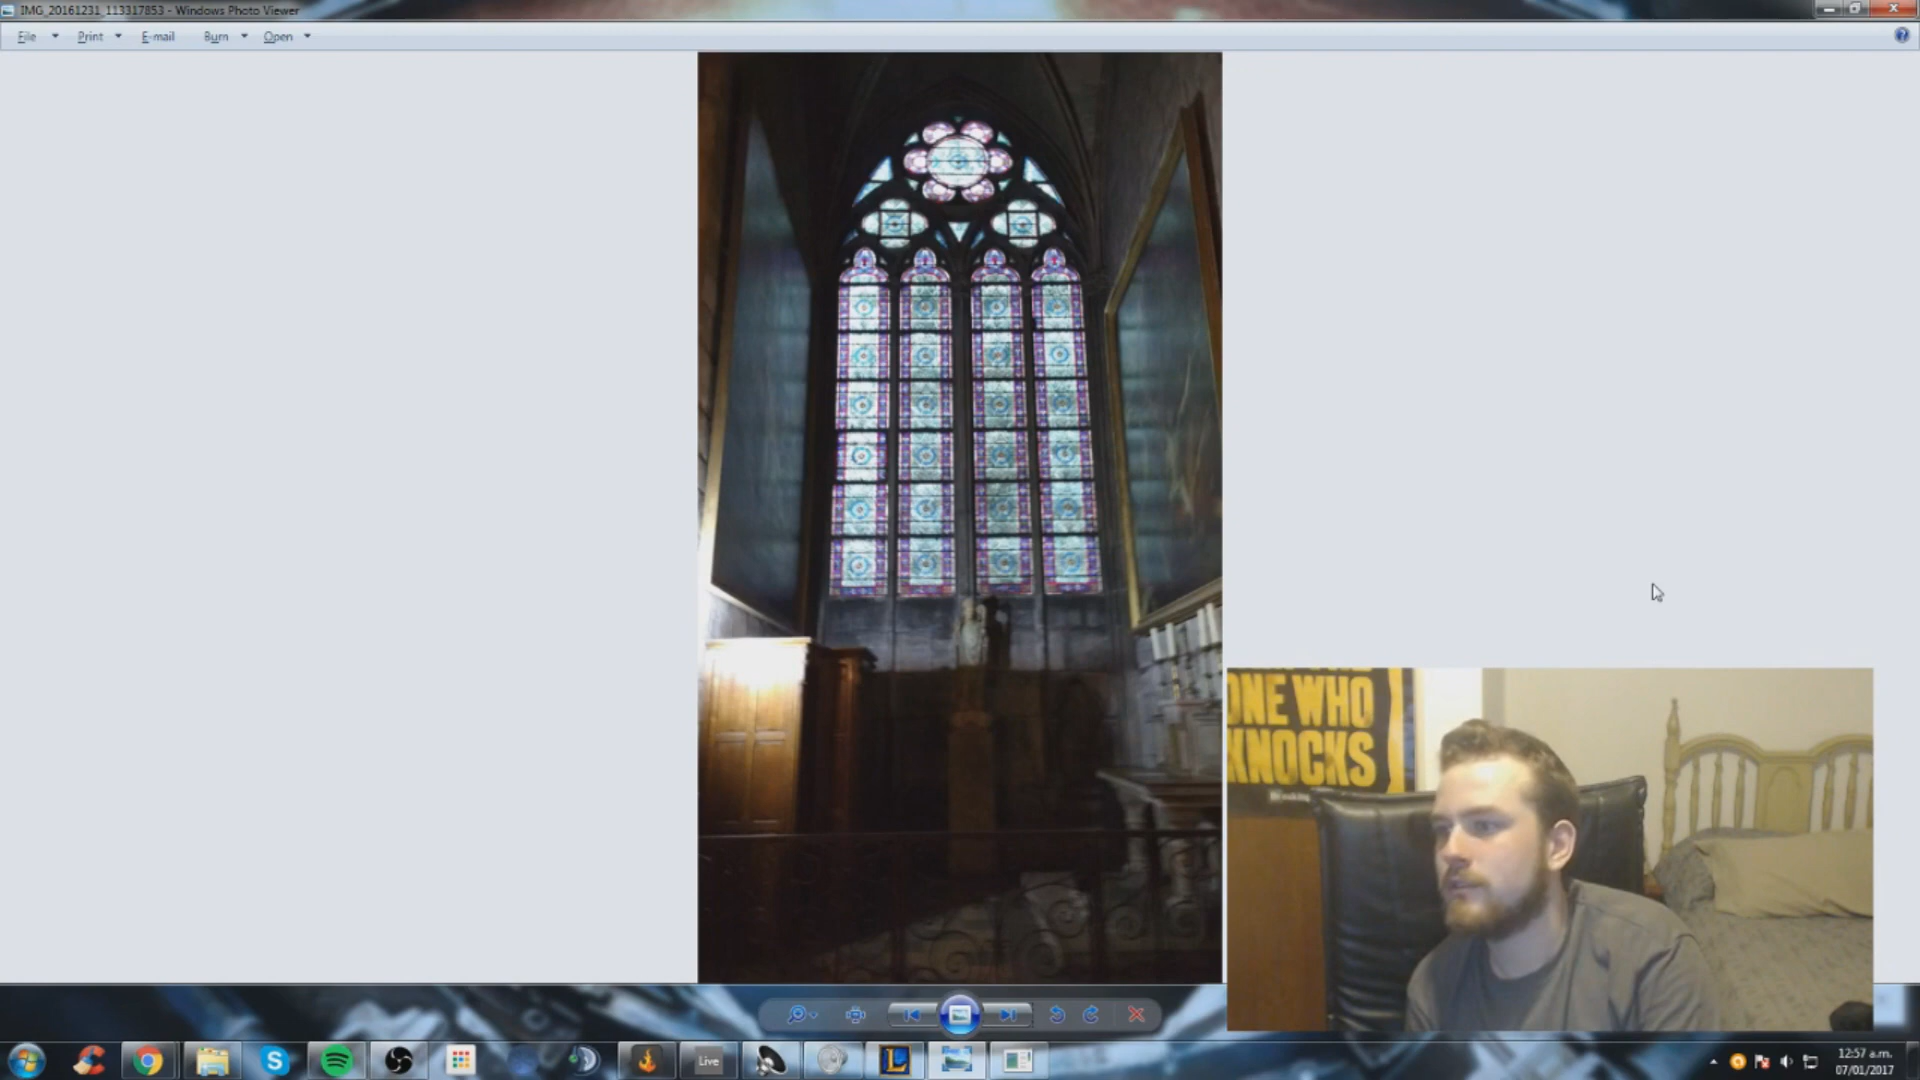 IMG_20161231_113317853 - Windows Photo Viewer
File Print E-mail Burn Open
ONE WHO
KNOCKS
Live
12:57 a.m.
07/01/2017